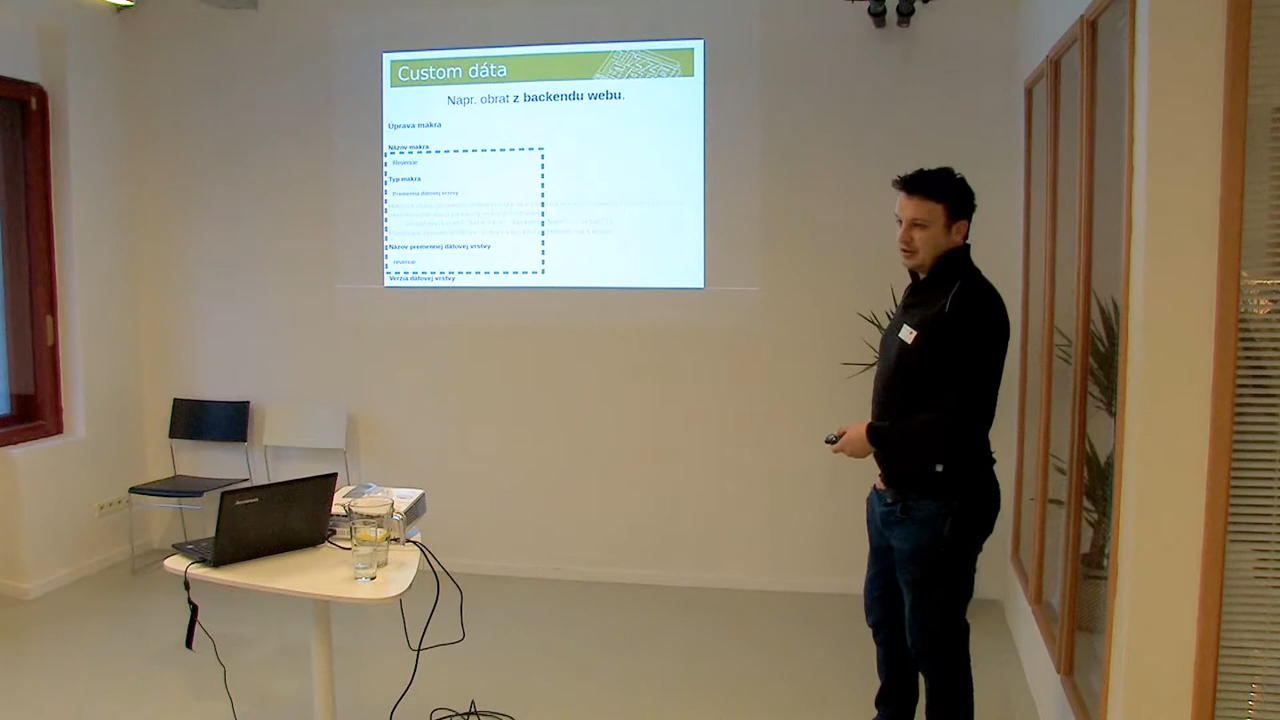 Custom dáta
Napr. obrat z backendu webu.
Úprava makra
Názov makra
Revenue
Typ makra
Premenná dátovej vrstvy
Názov premennej dátovej vrstvy
revenue
Verzia dátovej vrstvy
lenovo